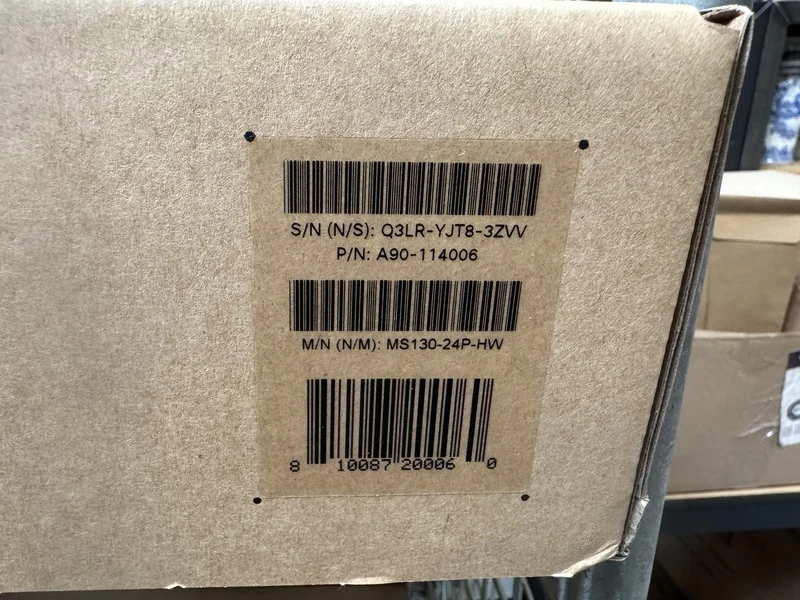 S/N (N/S): Q3LR-YJT8-3ZVV
P/N: A90-114006
M/N (N/M): MS130-24P-HW
8 10087 20006 0